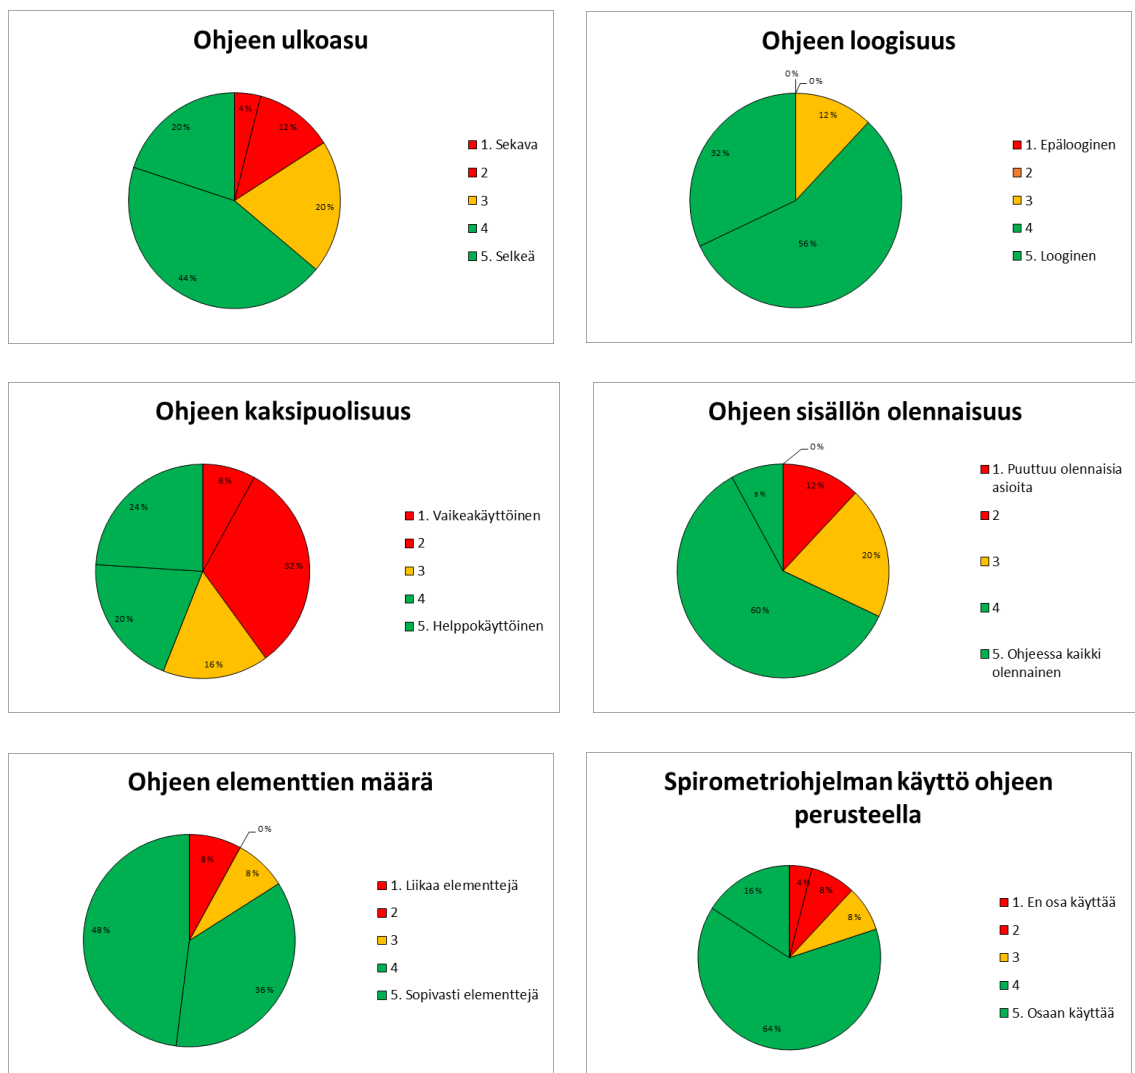 Ohjeen ulkoasu
4 %
12 %
20 %
44 %
20 %
1. Sekava
2
3
4
5. Selkeä
Ohjeen loogisuus
0 %
0 %
12 %
56 %
32 %
1. Epälooginen
2
3
4
5. Looginen
Ohjeen kaksipuolisuus
8 %
32 %
16 %
20 %
24 %
1. Vaikeakäyttöinen
2
3
4
5. Helppokäyttöinen
Ohjeen sisällön olennaisuus
0 %
12 %
20 %
60 %
8 %
1. Puuttuu olennaisia
asioita
2
3
4
5. Ohjeessa kaikki
olennainen
Ohjeen elementtien määrä
8 %
0 %
8 %
36 %
48 %
1. Liikaa elementtejä
2
3
4
5. Sopivasti elementtejä
Spirometriohjelman käyttö ohjeen
perusteella
4 %
8 %
8 %
64 %
16 %
1. En osa käyttää
2
3
4
5. Osaan käyttää